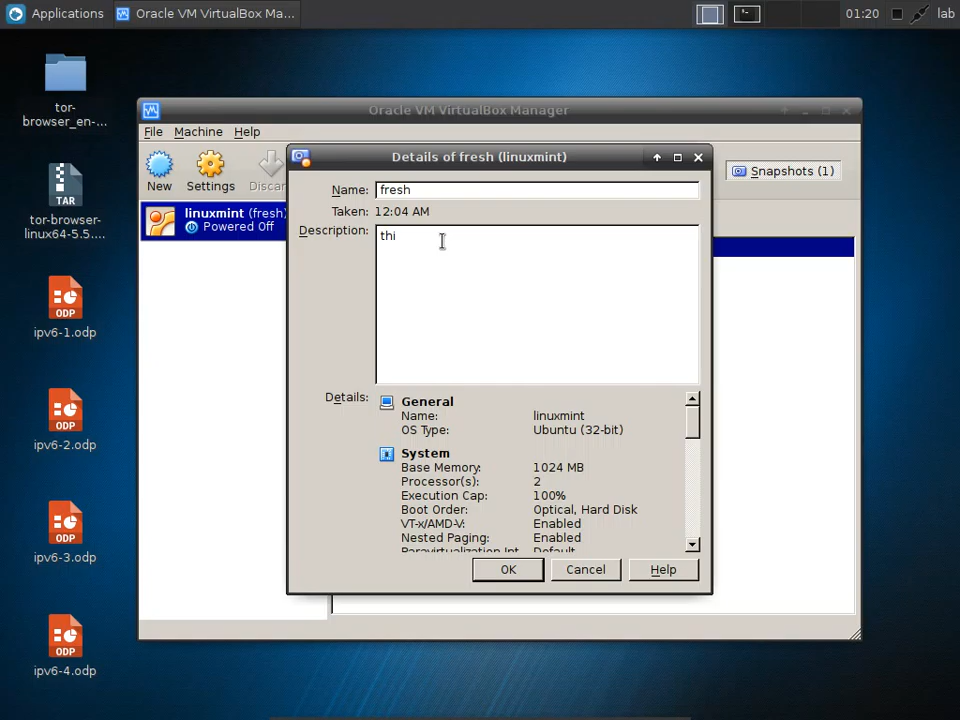 Applications
Oracle VM VirtualBox Ma...
01:20
lab
tor-
browser_en-...
TAR
tor-browser-
linux64-5.5....
ODP
ipv6-1.odp
ODP
ipv6-2.odp
ODP
ipv6-3.odp
ODP
ipv6-4.odp
Oracle VM VirtualBox Manager
File Machine Help
New
Settings
Discar
Snapshots (1)
linuxmint (fresh)
Powered Off
Details of fresh (linuxmint)
Name: fresh
Taken: 12:04 AM
Description: thi
Details:
General
Name: linuxmint
OS Type: Ubuntu (32-bit)
System
Base Memory: 1024 MB
Processor(s): 2
Execution Cap: 100%
Boot Order: Optical, Hard Disk
VT-x/AMD-V: Enabled
Nested Paging: Enabled
Paravirtualization Int Default
OK
Cancel
Help